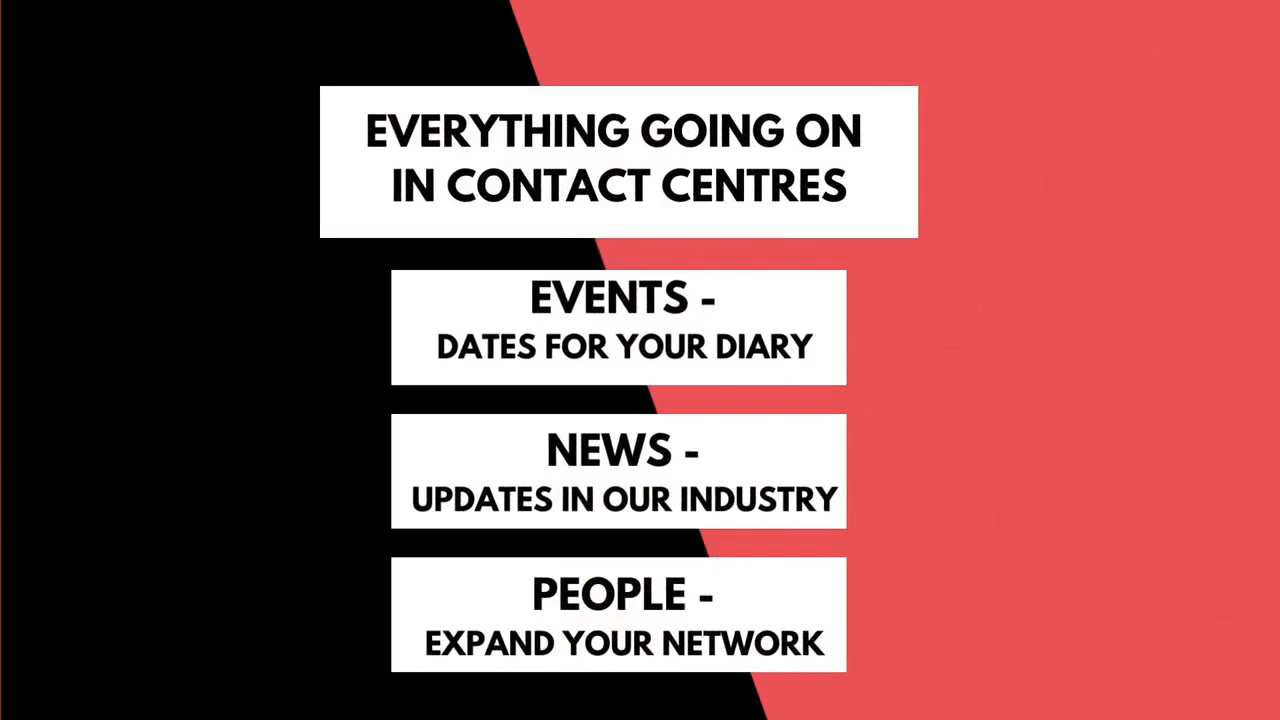 EVERYTHING GOING ON
IN CONTACT CENTRES
EVENTS -
DATES FOR YOUR DIARY
NEWS -
UPDATES IN OUR INDUSTRY
PEOPLE -
EXPAND YOUR NETWORK